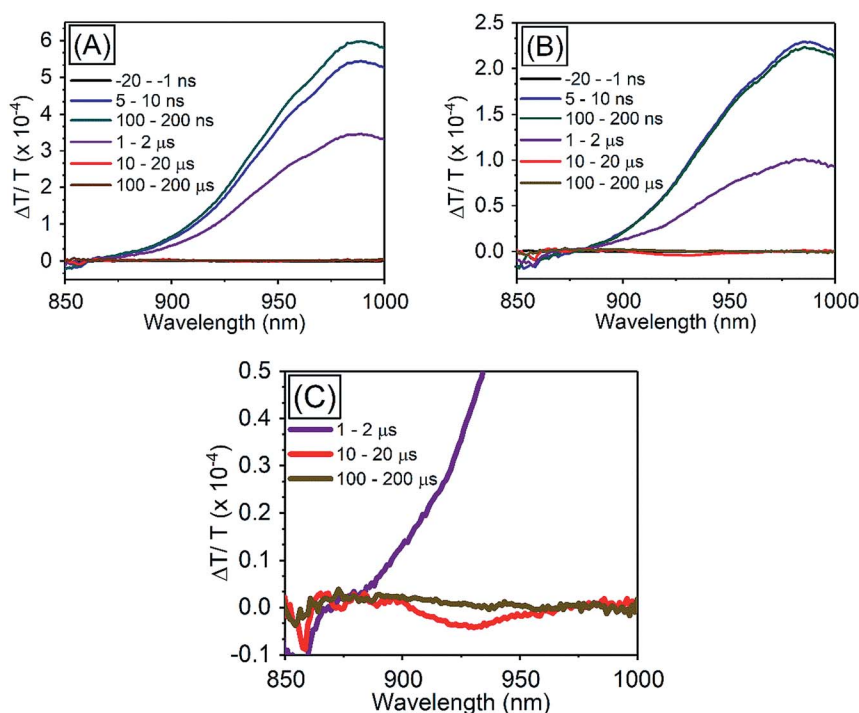 (A)
-20 - -1 ns
5 - 10 ns
100 - 200 ns
1 - 2 μs
10 - 20 μs
100 - 200 μs
ΔT/ T (x 10⁻⁴)
6
5
4
3
2
1
0
850 900 950 1000
Wavelength (nm)
(B)
-20 - -1 ns
5 - 10 ns
100 - 200 ns
1 - 2 μs
10 - 20 μs
100 - 200 μs
ΔT/ T (x 10⁻⁴)
2.5
2.0
1.5
1.0
0.5
0.0
850 900 950 1000
Wavelength (nm)
(C)
1 - 2 μs
10 - 20 μs
100 - 200 μs
ΔT/ T (x 10⁻⁴)
0.5
0.4
0.3
0.2
0.1
0.0
-0.1
850 900 950 1000
Wavelength (nm)